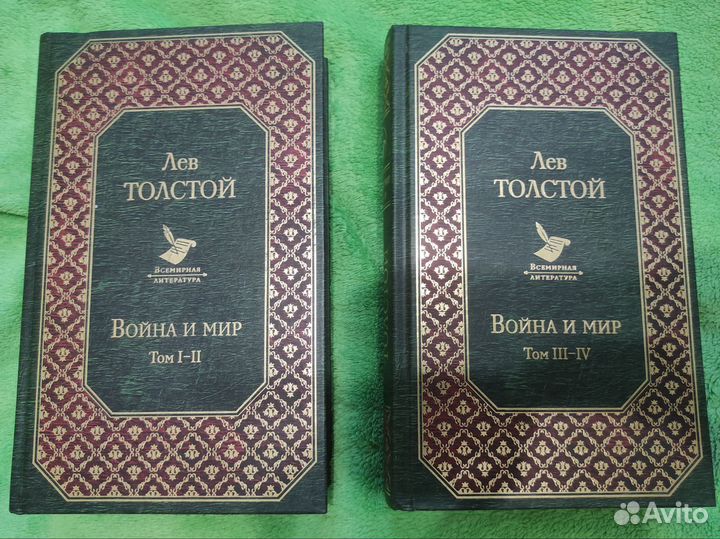 Лев
ТОЛСТОЙ
ВСЕМИРНАЯ
ЛИТЕРАТУРА
ВОЙНА И МИР
Том I–II
Лев
ТОЛСТОЙ
ВСЕМИРНАЯ
ЛИТЕРАТУРА
ВОЙНА И МИР
Том III–IV
Avito